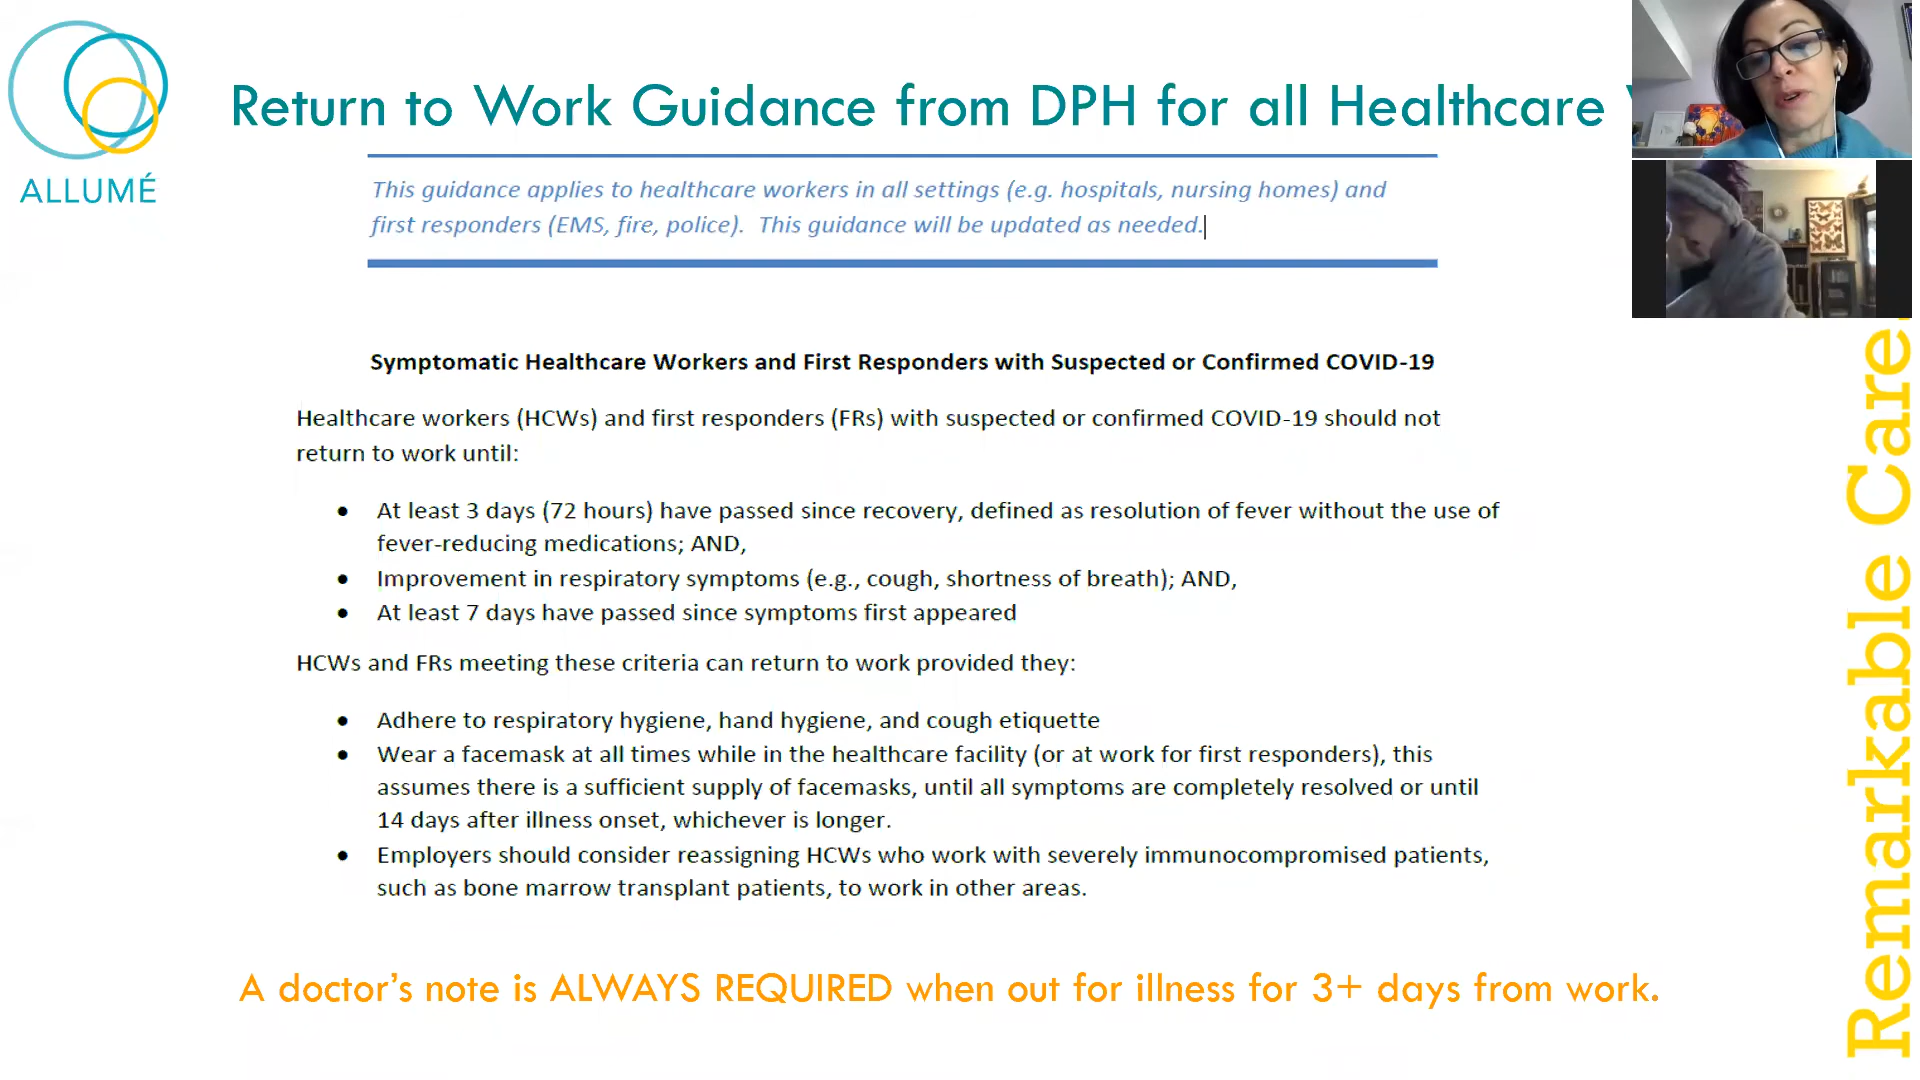 ALLUMÉ
Return to Work Guidance from DPH for all Healthcare
This guidance applies to healthcare workers in all settings (e.g. hospitals, nursing homes) and
first responders (EMS, fire, police). This guidance will be updated as needed.
Symptomatic Healthcare Workers and First Responders with Suspected or Confirmed COVID-19
Healthcare workers (HCWs) and first responders (FRs) with suspected or confirmed COVID-19 should not
return to work until:
• At least 3 days (72 hours) have passed since recovery, defined as resolution of fever without the use of
fever-reducing medications; AND,
• Improvement in respiratory symptoms (e.g., cough, shortness of breath); AND,
• At least 7 days have passed since symptoms first appeared
HCWs and FRs meeting these criteria can return to work provided they:
• Adhere to respiratory hygiene, hand hygiene, and cough etiquette
• Wear a facemask at all times while in the healthcare facility (or at work for first responders), this
assumes there is a sufficient supply of facemasks, until all symptoms are completely resolved or until
14 days after illness onset, whichever is longer.
• Employers should consider reassigning HCWs who work with severely immunocompromised patients,
such as bone marrow transplant patients, to work in other areas.
A doctor’s note is ALWAYS REQUIRED when out for illness for 3+ days from work.
Remarkable Care.